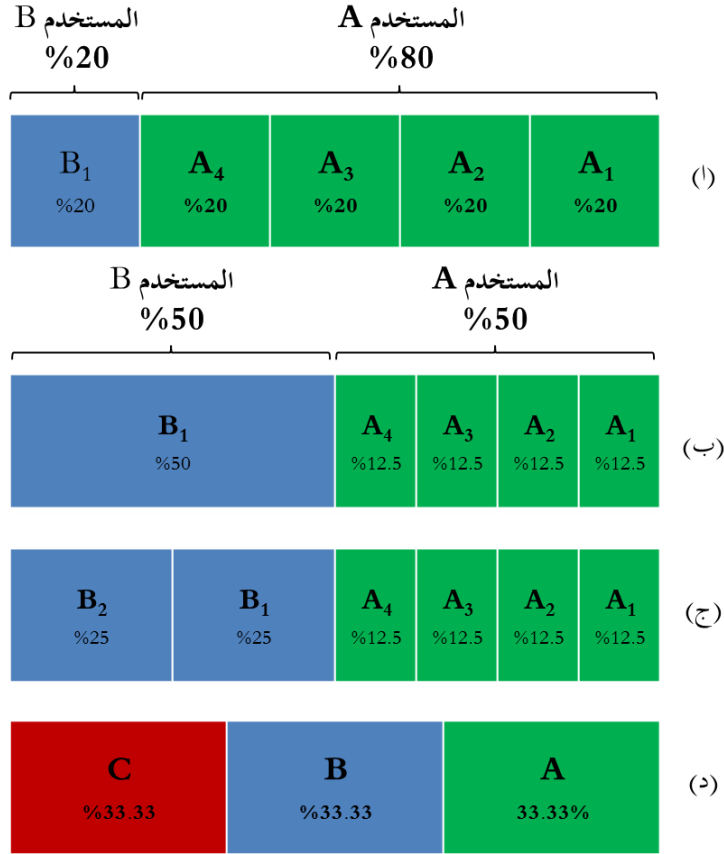 المستخدم A
%80
المستخدم B
%20
(ا)
A1
%20
A2
%20
A3
%20
A4
%20
B1
%20
المستخدم A
%50
المستخدم B
%50
(ب)
A1
%12.5
A2
%12.5
A3
%12.5
A4
%12.5
B1
%50
(ج)
A1
%12.5
A2
%12.5
A3
%12.5
A4
%12.5
B1
%25
B2
%25
(د)
A
33.33%
B
%33.33
C
%33.33